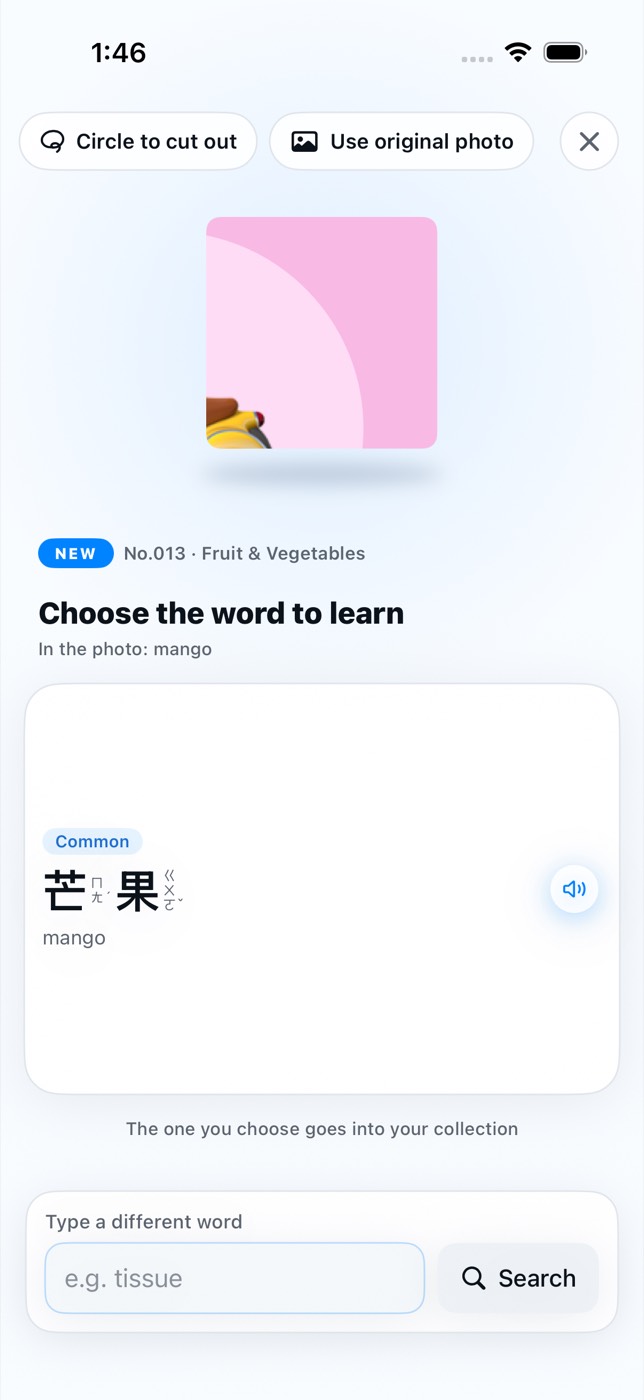 1:46
Circle to cut out
Use original photo
NEW No.013 · Fruit & Vegetables
Choose the word to learn
In the photo: mango
Common
芒ㄇㄤˊ果ㄍㄨㄛˇ
mango
The one you choose goes into your collection
Type a different word
e.g. tissue
Search